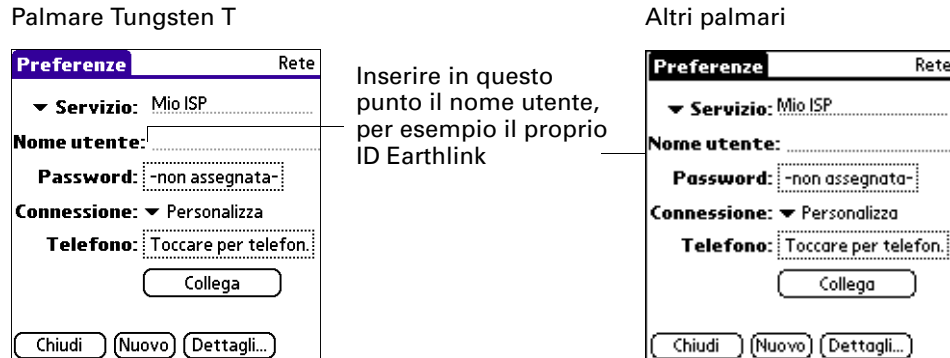 Palmare Tungsten T
Preferenze Rete
Servizio: Mio ISP
Nome utente:
Password: -non assegnata-
Connessione: Personalizza
Telefono: Toccare per telefon.
Collega
Chiudi Nuovo Dettagli...
Inserire in questo
punto il nome utente,
per esempio il proprio
ID Earthlink
Altri palmari
Preferenze Rete
Servizio: Mio ISP
Nome utente:
Password: -non assegnata-
Connessione: Personalizza
Telefono: Toccare per telefon.
Collega
Chiudi Nuovo Dettagli...